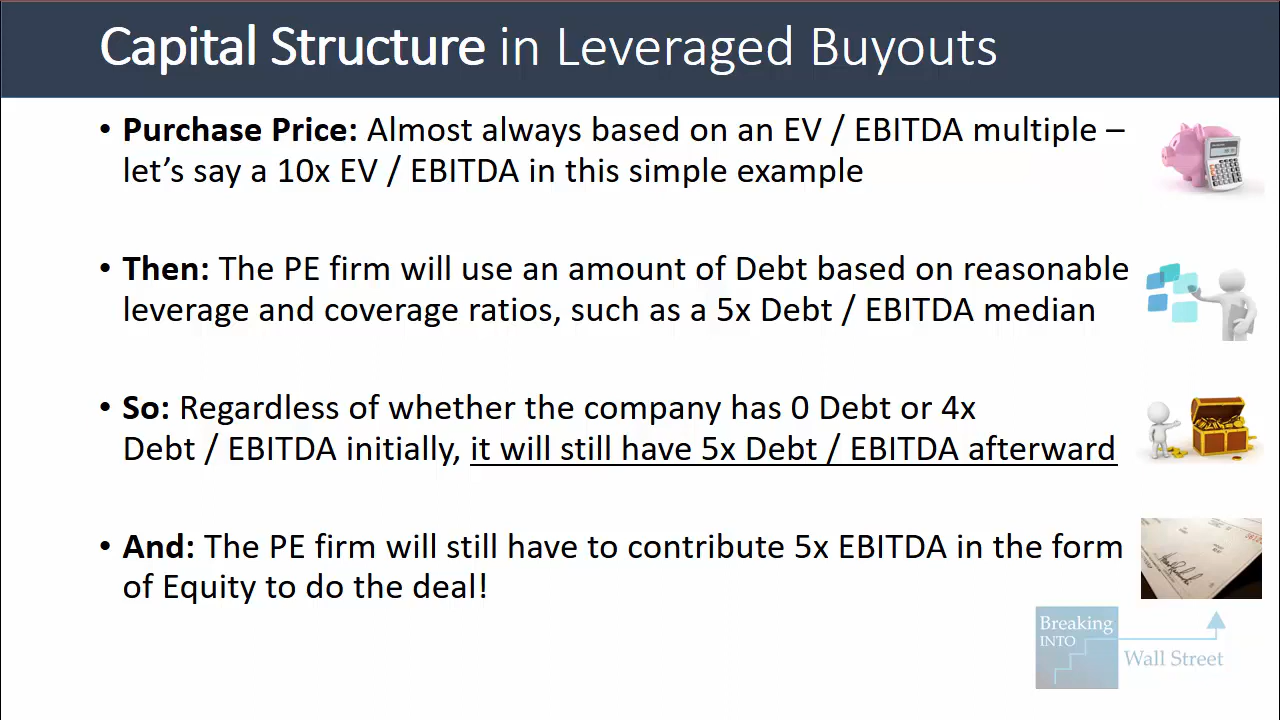 Capital Structure in Leveraged Buyouts
• Purchase Price: Almost always based on an EV / EBITDA multiple –
let’s say a 10x EV / EBITDA in this simple example
• Then: The PE firm will use an amount of Debt based on reasonable
leverage and coverage ratios, such as a 5x Debt / EBITDA median
• So: Regardless of whether the company has 0 Debt or 4x
Debt / EBITDA initially, it will still have 5x Debt / EBITDA afterward
• And: The PE firm will still have to contribute 5x EBITDA in the form
of Equity to do the deal!
Breaking
INTO
Wall Street